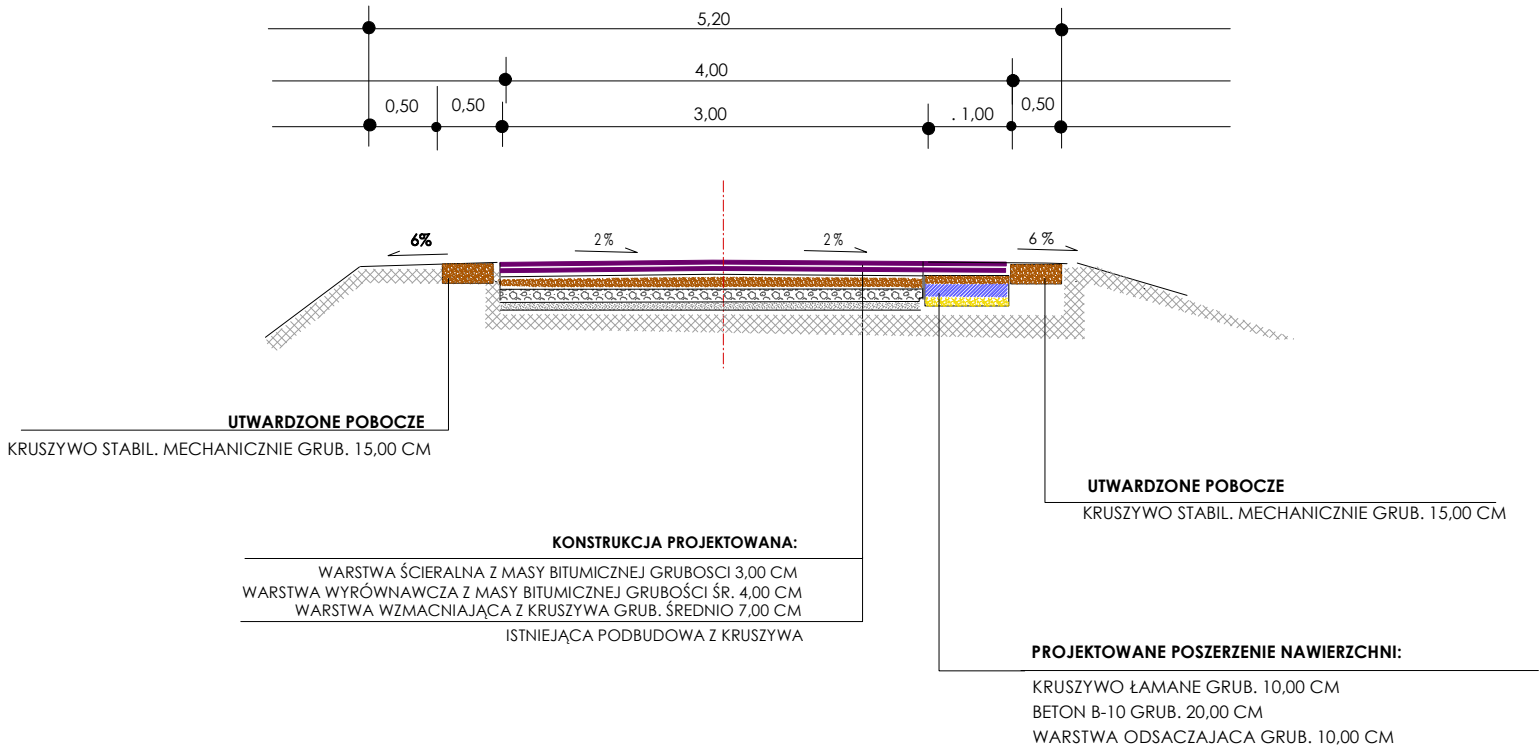 5,20
4,00
0,50
0,50
3,00
. 1,00
0,50
6%
2%
2%
6 %
UTWARDZONE POBOCZE
KRUSZYWO STABIL. MECHANICZNIE GRUB. 15,00 CM
UTWARDZONE POBOCZE
KRUSZYWO STABIL. MECHANICZNIE GRUB. 15,00 CM
KONSTRUKCJA PROJEKTOWANA:
WARSTWA ŚCIERALNA Z MASY BITUMICZNEJ GRUBOSCI 3,00 CM
WARSTWA WYRÓWNAWCZA Z MASY BITUMICZNEJ GRUBOŚCI ŚR. 4,00 CM
WARSTWA WZMACNIAJĄCA Z KRUSZYWA GRUB. ŚREDNIO 7,00 CM
ISTNIEJĄCA PODBUDOWA Z KRUSZYWA
PROJEKTOWANE POSZERZENIE NAWIERZCHNI:
KRUSZYWO ŁAMANE GRUB. 10,00 CM
BETON B-10 GRUB. 20,00 CM
WARSTWA ODSACZAJACA GRUB. 10,00 CM